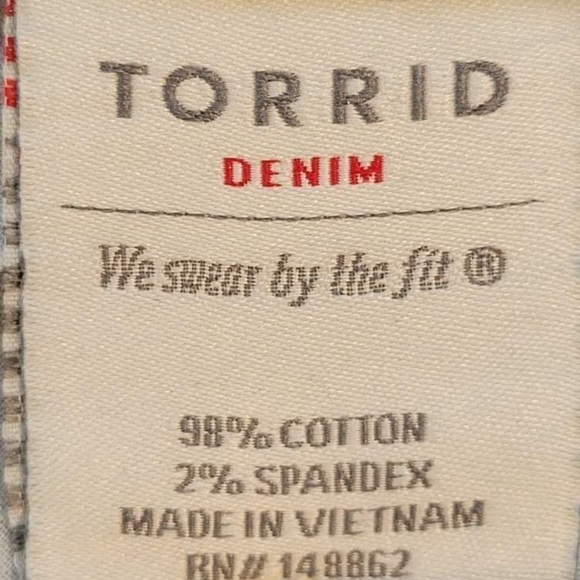 TORRID
DENIM
We swear by the fit ®
98% COTTON
2% SPANDEX
MADE IN VIETNAM
RN# 148862